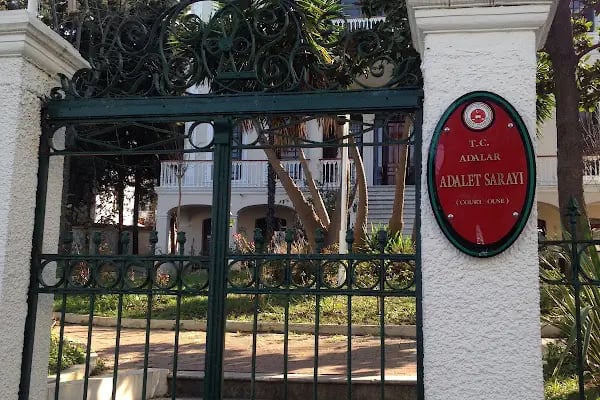 T.C.
ADALAR
ADALET SARAYI
(COURT HOUSE)